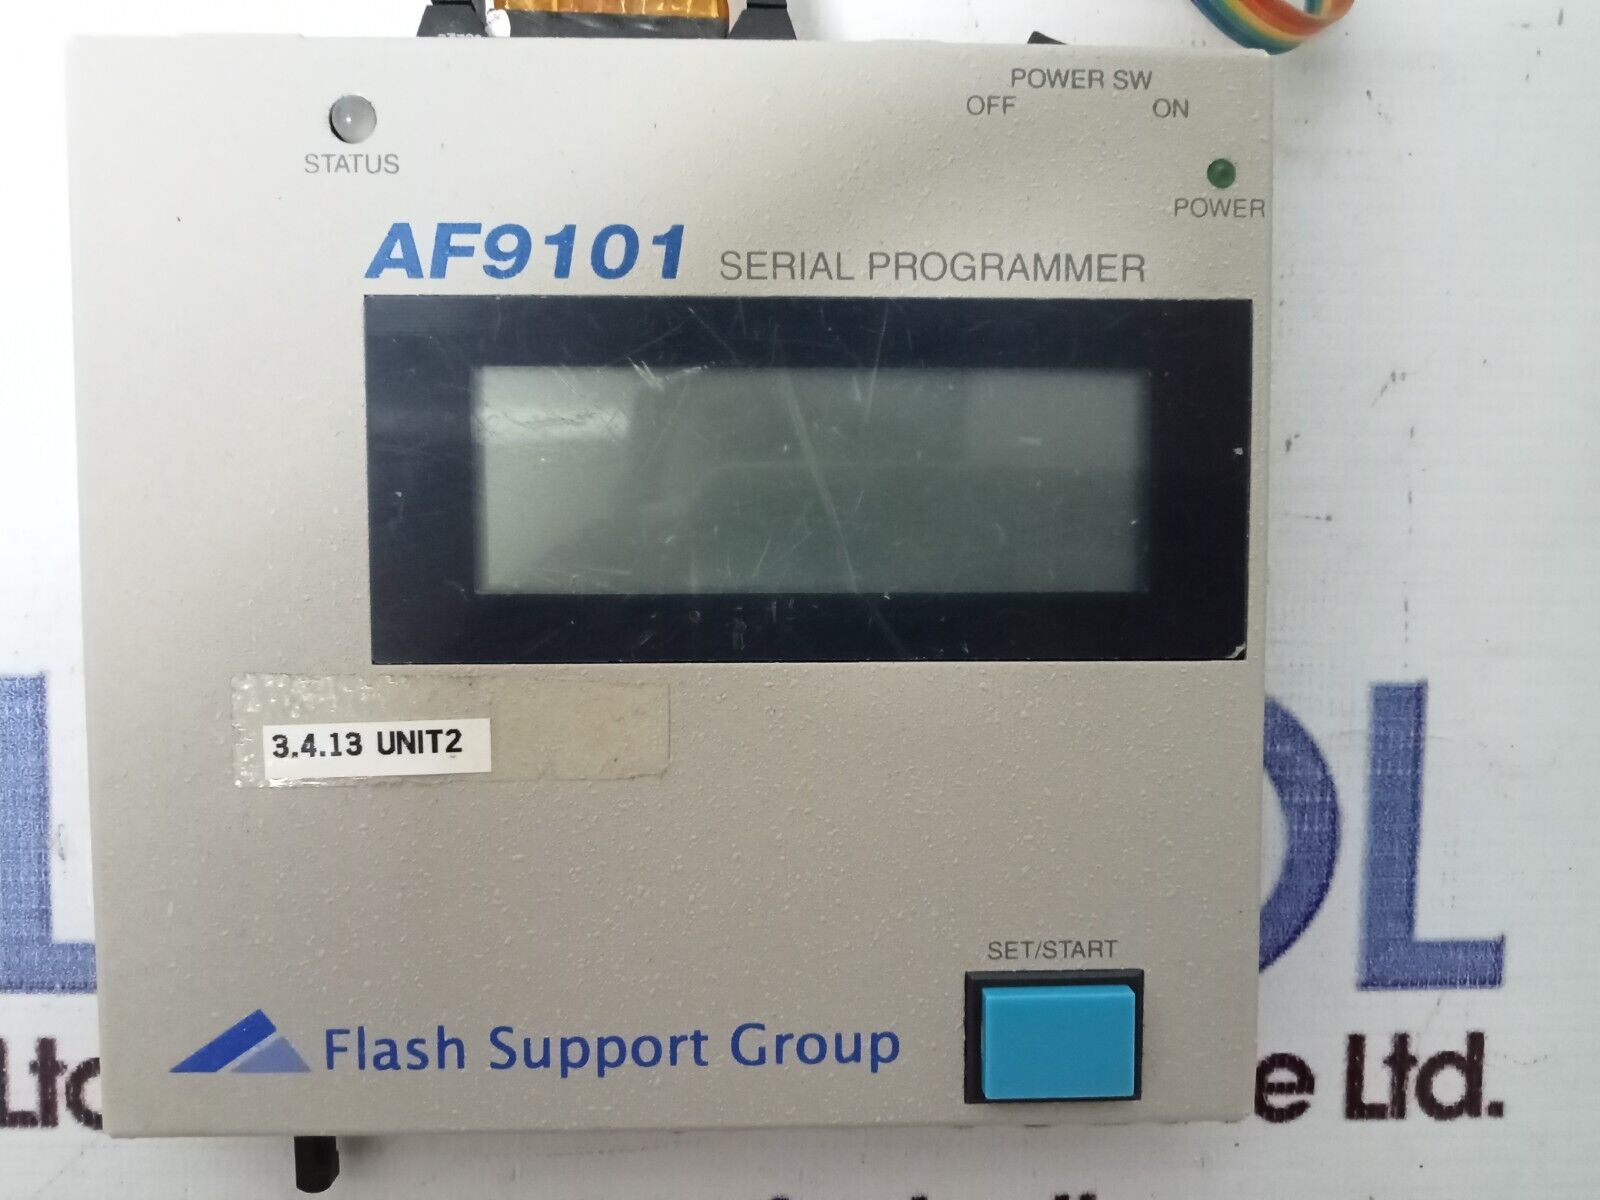 POWER SW
OFF ON
STATUS
POWER
AF9101 SERIAL PROGRAMMER
3.4.13 UNIT2
SET/START
Flash Support Group
e Ltd.